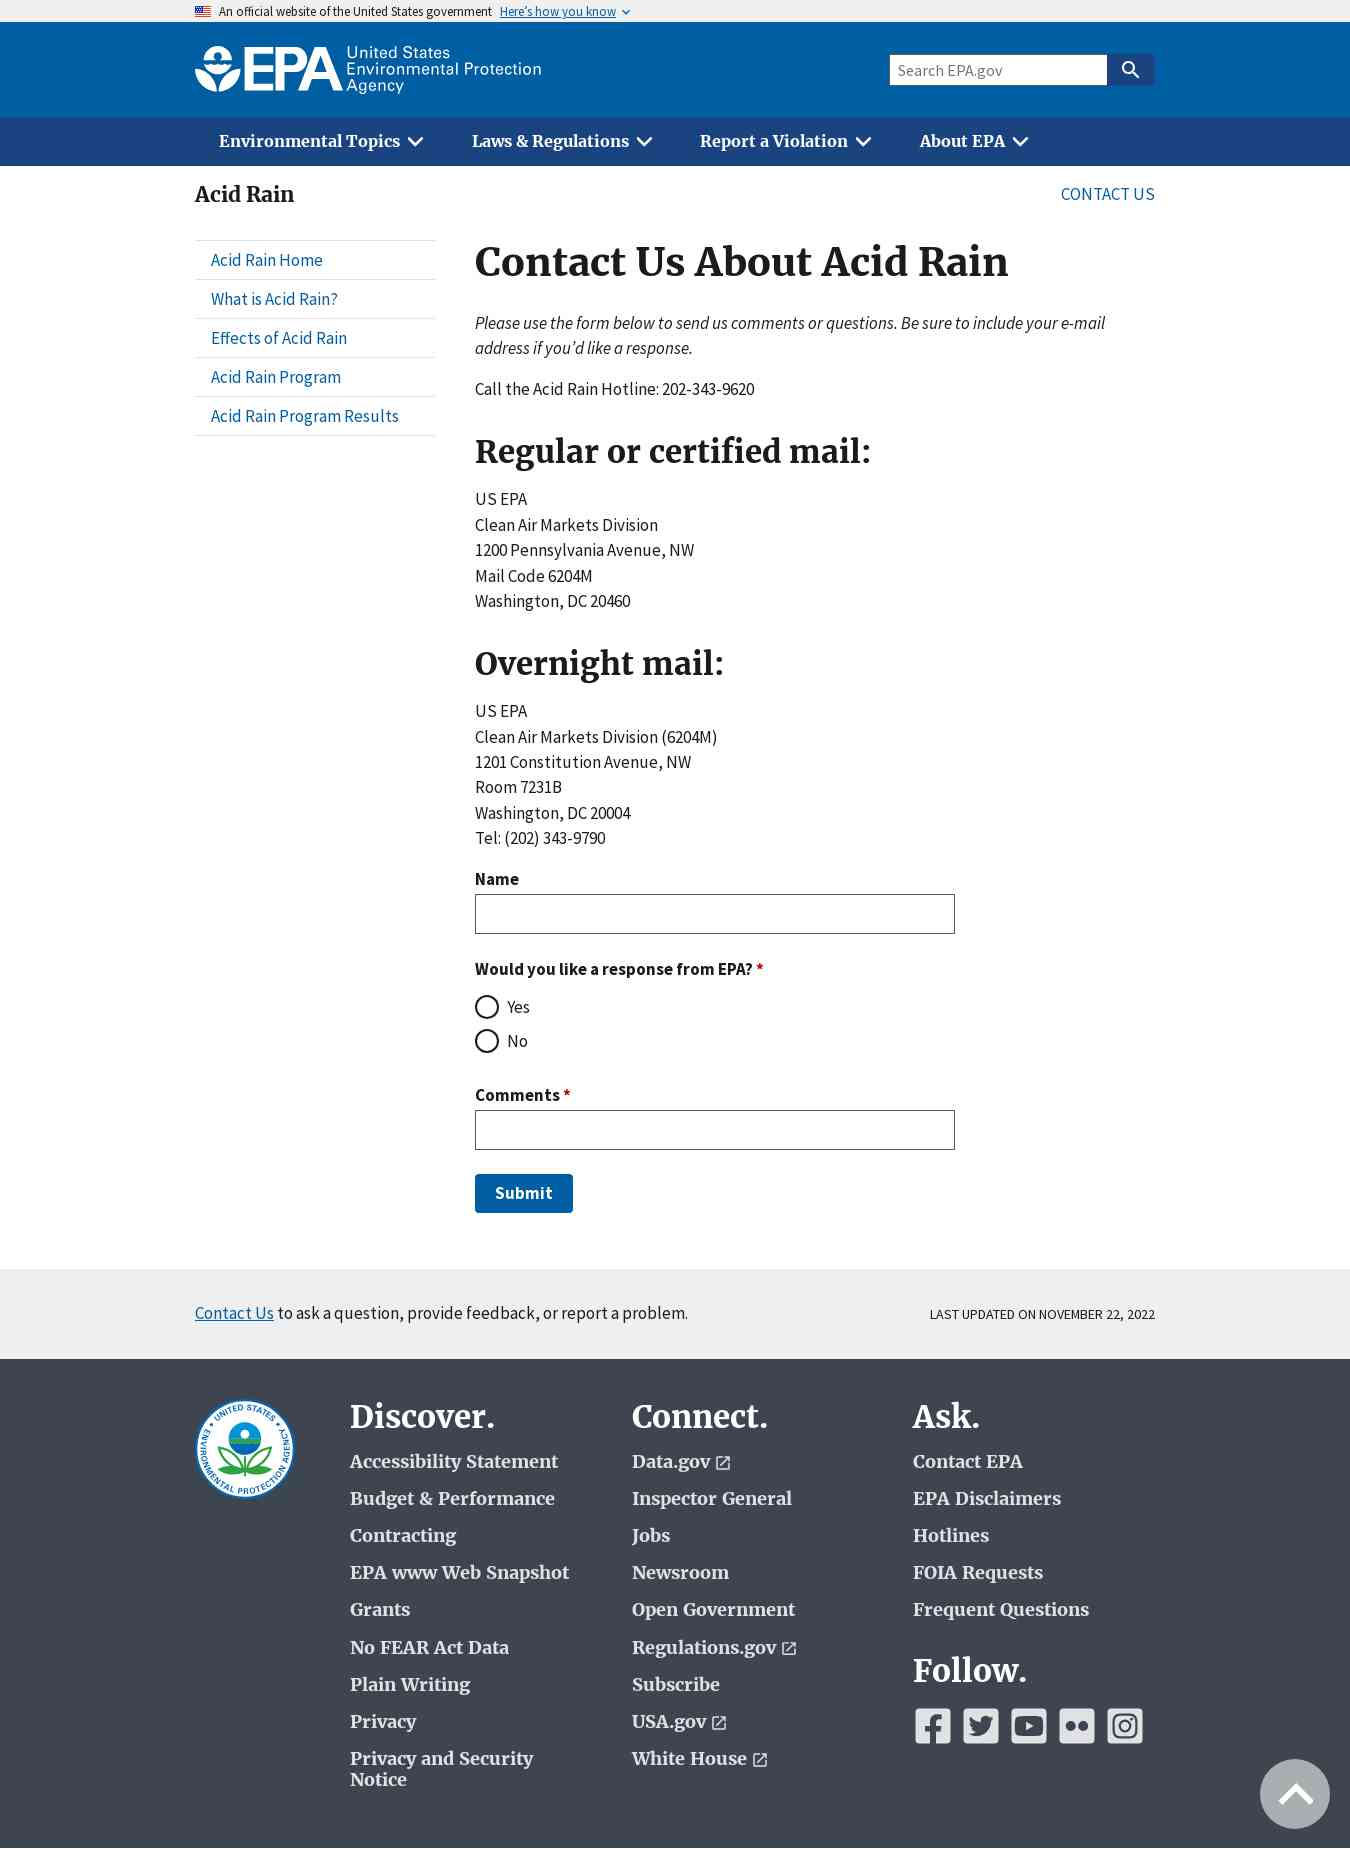 An official website of the United States government Here’s how you know
EPA United States
Environmental Protection
Agency
Search EPA.gov
Environmental Topics
Laws & Regulations
Report a Violation
About EPA
Acid Rain
CONTACT US
Acid Rain Home
What is Acid Rain?
Effects of Acid Rain
Acid Rain Program
Acid Rain Program Results
Contact Us About Acid Rain
Please use the form below to send us comments or questions. Be sure to include your e-mail
address if you’d like a response.
Call the Acid Rain Hotline: 202-343-9620
Regular or certified mail:
US EPA
Clean Air Markets Division
1200 Pennsylvania Avenue, NW
Mail Code 6204M
Washington, DC 20460
Overnight mail:
US EPA
Clean Air Markets Division (6204M)
1201 Constitution Avenue, NW
Room 7231B
Washington, DC 20004
Tel: (202) 343-9790
Name
Would you like a response from EPA? *
Yes
No
Comments *
Submit
Contact Us to ask a question, provide feedback, or report a problem.
LAST UPDATED ON NOVEMBER 22, 2022
UNITED STATES
ENVIRONMENTAL PROTECTION AGENCY
Discover.
Accessibility Statement
Budget & Performance
Contracting
EPA www Web Snapshot
Grants
No FEAR Act Data
Plain Writing
Privacy
Privacy and Security
Notice
Connect.
Data.gov
Inspector General
Jobs
Newsroom
Open Government
Regulations.gov
Subscribe
USA.gov
White House
Ask.
Contact EPA
EPA Disclaimers
Hotlines
FOIA Requests
Frequent Questions
Follow.